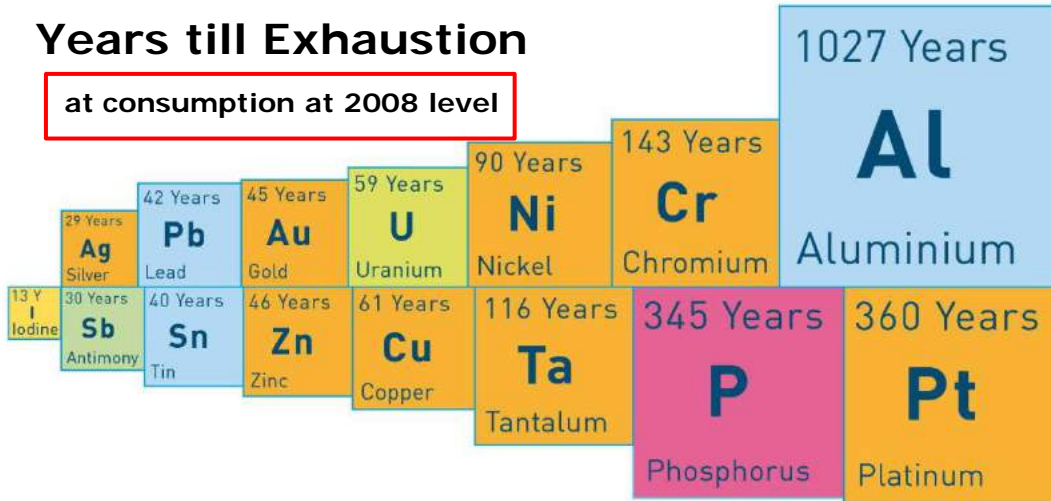 Years till Exhaustion
at consumption at 2008 level
1027 Years
Al
Aluminium
143 Years
Cr
Chromium
90 Years
Ni
Nickel
59 Years
U
Uranium
45 Years
Au
Gold
42 Years
Pb
Lead
29 Years
Ag
Silver
13 Y
I
Iodine
30 Years
Sb
Antimony
40 Years
Sn
Tin
46 Years
Zn
Zinc
61 Years
Cu
Copper
116 Years
Ta
Tantalum
345 Years
P
Phosphorus
360 Years
Pt
Platinum